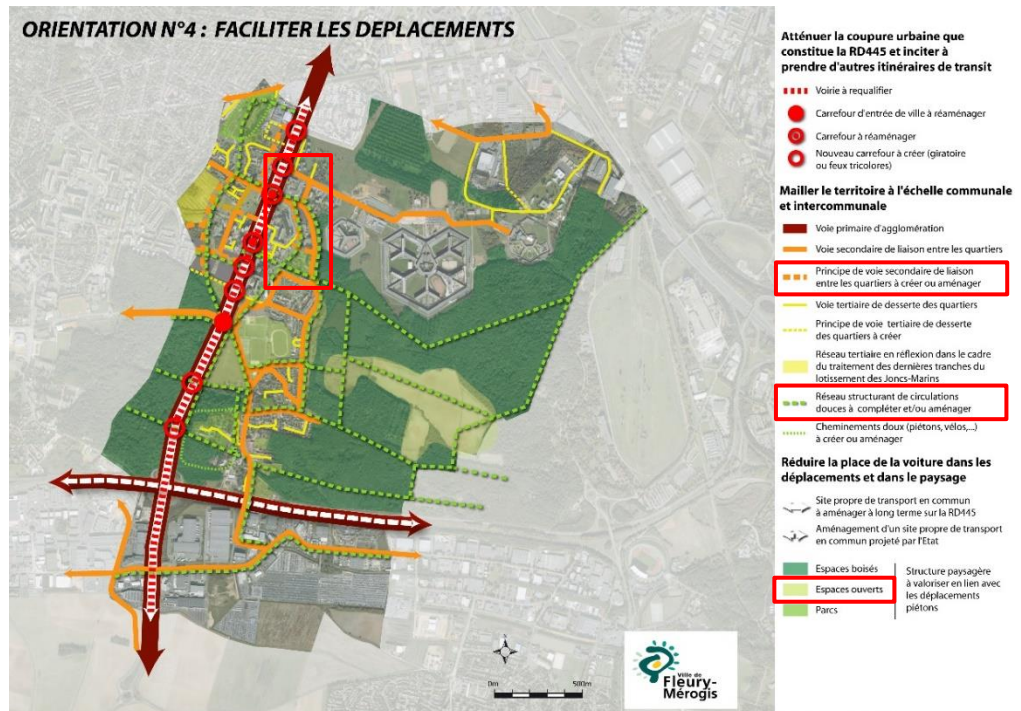 ORIENTATION N°4 : FACILITER LES DEPLACEMENTS
Atténuer la coupure urbaine que
constitue la RD445 et inciter à
prendre d'autres itinéraires de transit
Voirie à requalifier
Carrefour d'entrée de ville à réaménager
Carrefour à réaménager
Nouveau carrefour à créer (giratoire
ou feux tricolores)
Mailler le territoire à l'échelle communale
et intercommunale
Voie primaire d'agglomération
Voie secondaire de liaison entre les quartiers
Principe de voie secondaire de liaison
entre les quartiers à créer ou aménager
Voie tertiaire de desserte des quartiers
Principe de voie tertiaire de desserte
des quartiers à créer
Réseau tertiaire en réflexion dans le cadre
du traitement des dernières tranches du
lotissement des Joncs-Marins
Réseau structurant de circulations
douces à compléter et/ou aménager
Cheminements doux (piétons, vélos,...)
à créer ou aménager
Réduire la place de la voiture dans les
déplacements et dans le paysage
Site propre de transport en commun
à aménager à long terme sur la RD445
Aménagement d'un site propre de transport
en commun projeté par l'Etat
Espaces boisés
Espaces ouverts
Parcs
Structure paysagère
à valoriser en lien avec
les déplacements
piétons
0m 500m
Ville de
Fleury-
Mérogis